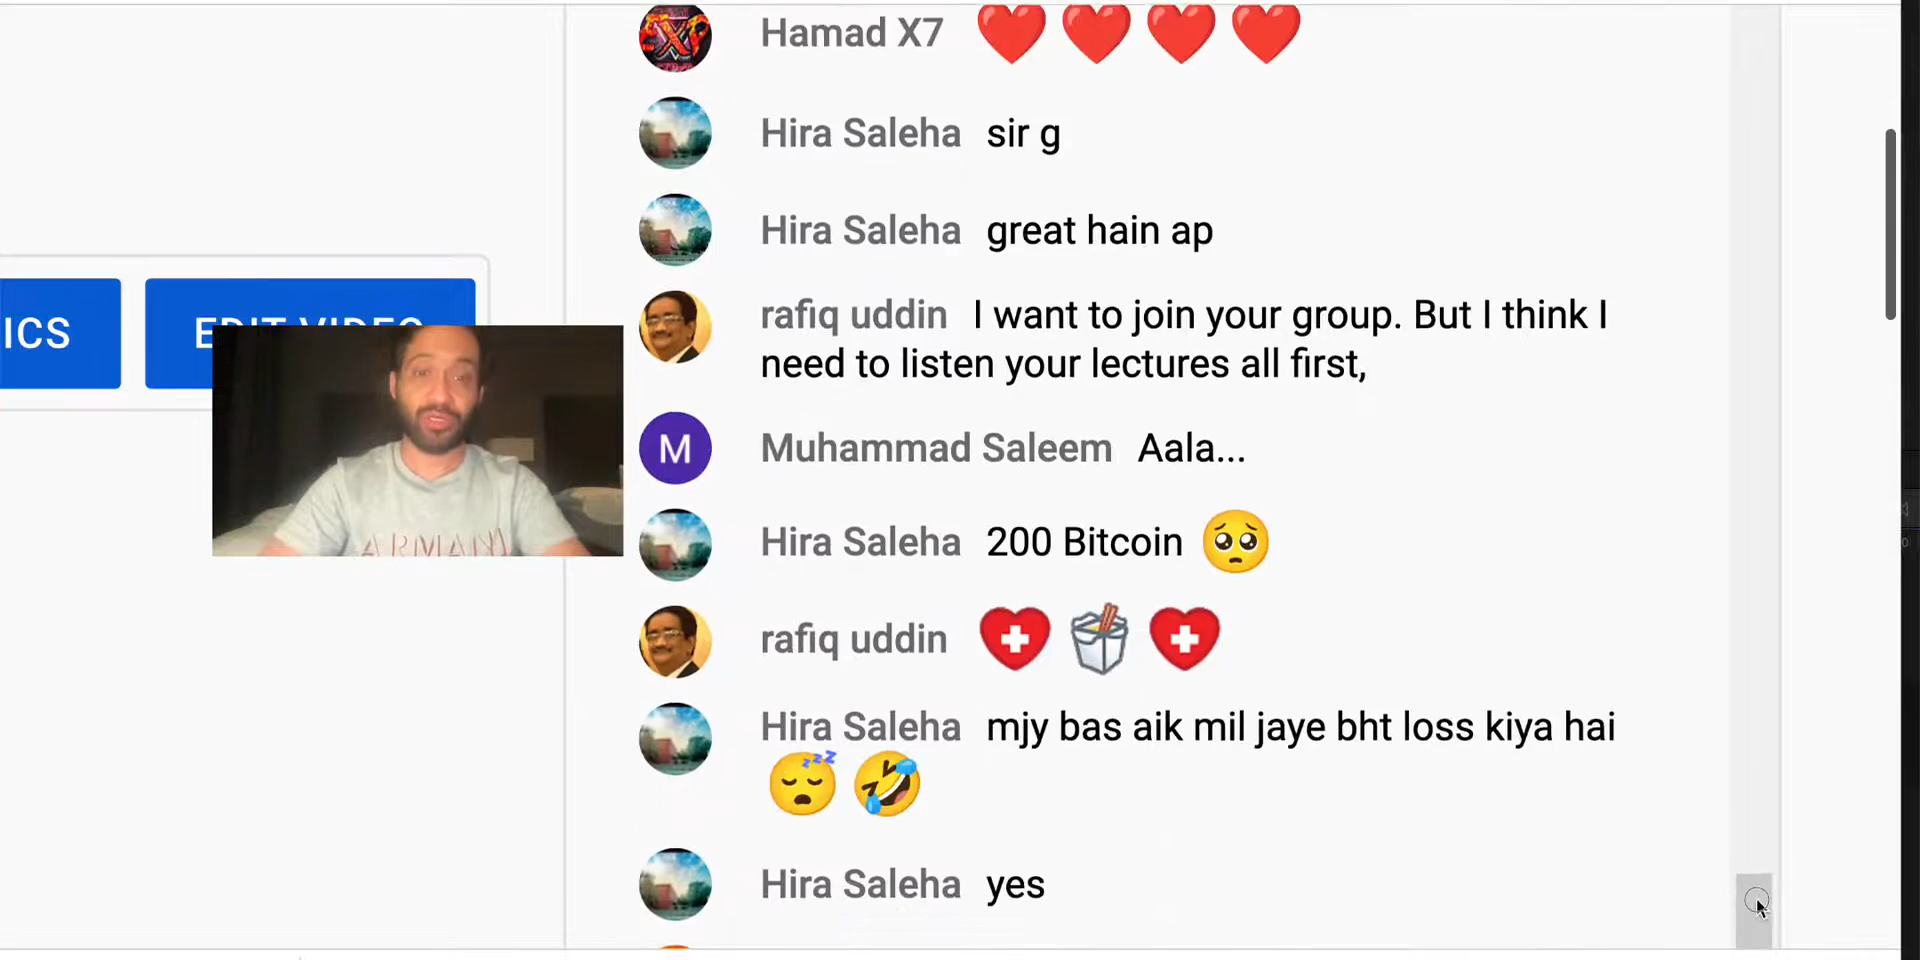 Hamad X7 ❤️ ❤️ ❤️ ❤️
Hira Saleha sir g
Hira Saleha great hain ap
ICS
EDIT VIDEO
rafiq uddin I want to join your group. But I think I
need to listen your lectures all first,
M
Muhammad Saleem Aala...
ARMANI
Hira Saleha 200 Bitcoin 🥺
rafiq uddin
Hira Saleha mjy bas aik mil jaye bht loss kiya hai
😴 🤣
Hira Saleha yes